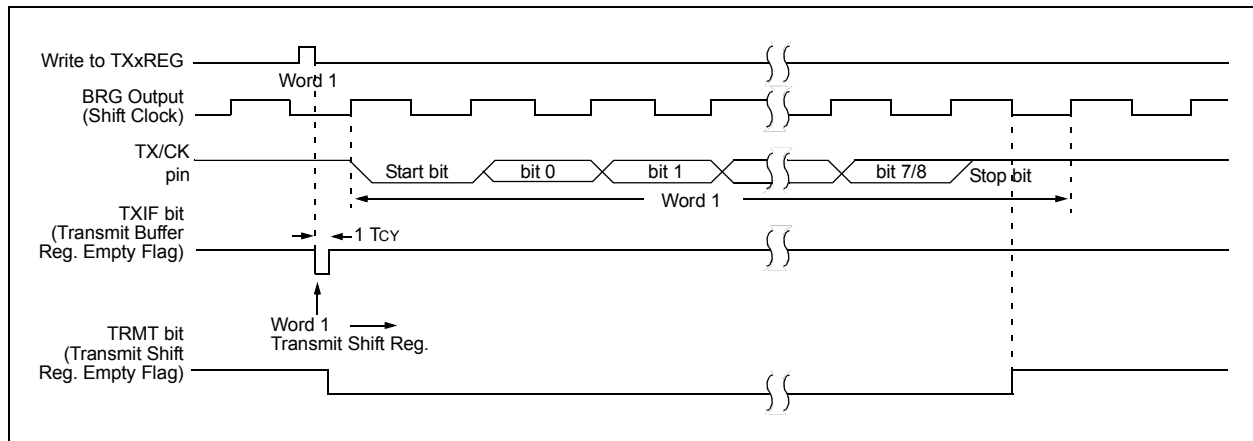 Write to TXxREG
Word 1
BRG Output
(Shift Clock)
TX/CK
pin
Start bit
bit 0
bit 1
bit 7/8
Stop bit
Word 1
TXIF bit
(Transmit Buffer
Reg. Empty Flag)
1 TCY
Word 1
Transmit Shift Reg.
TRMT bit
(Transmit Shift
Reg. Empty Flag)